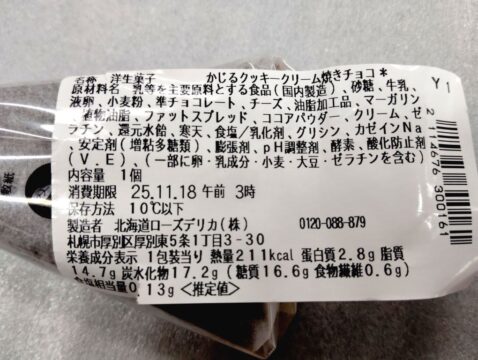 名称 洋生菓子 かじるクッキークリーム焼きチョコ*
原材料名 乳等を主要原料とする食品(国内製造)、砂糖、牛乳、
液卵、小麦粉、準チョコレート、チーズ、油脂加工品、マーガリン
、植物油脂、ファットスプレッド、ココアパウダー、クリーム、ゼ
ラチン、還元水飴、寒天、食塩/乳化剤、グリシン、カゼインNa
、安定剤(増粘多糖類)、膨張剤、pH調整剤、酵素、酸化防止剤
(V.E)、(一部に卵・乳成分・小麦・大豆・ゼラチンを含む)
内容量 1個
消費期限 25.11.18 午前 3時
保存方法 10℃以下
製造者 北海道ローズデリカ(株) 0120-088-879
札幌市厚別区厚別東5条1丁目3-30
栄養成分表示 1包装当り 熱量211kcal 蛋白質2.8g 脂質
14.7g 炭水化物17.2g(糖質16.6g 食物繊維0.6g)
相当量0.13g <推定値>
Y1
2114676 300161